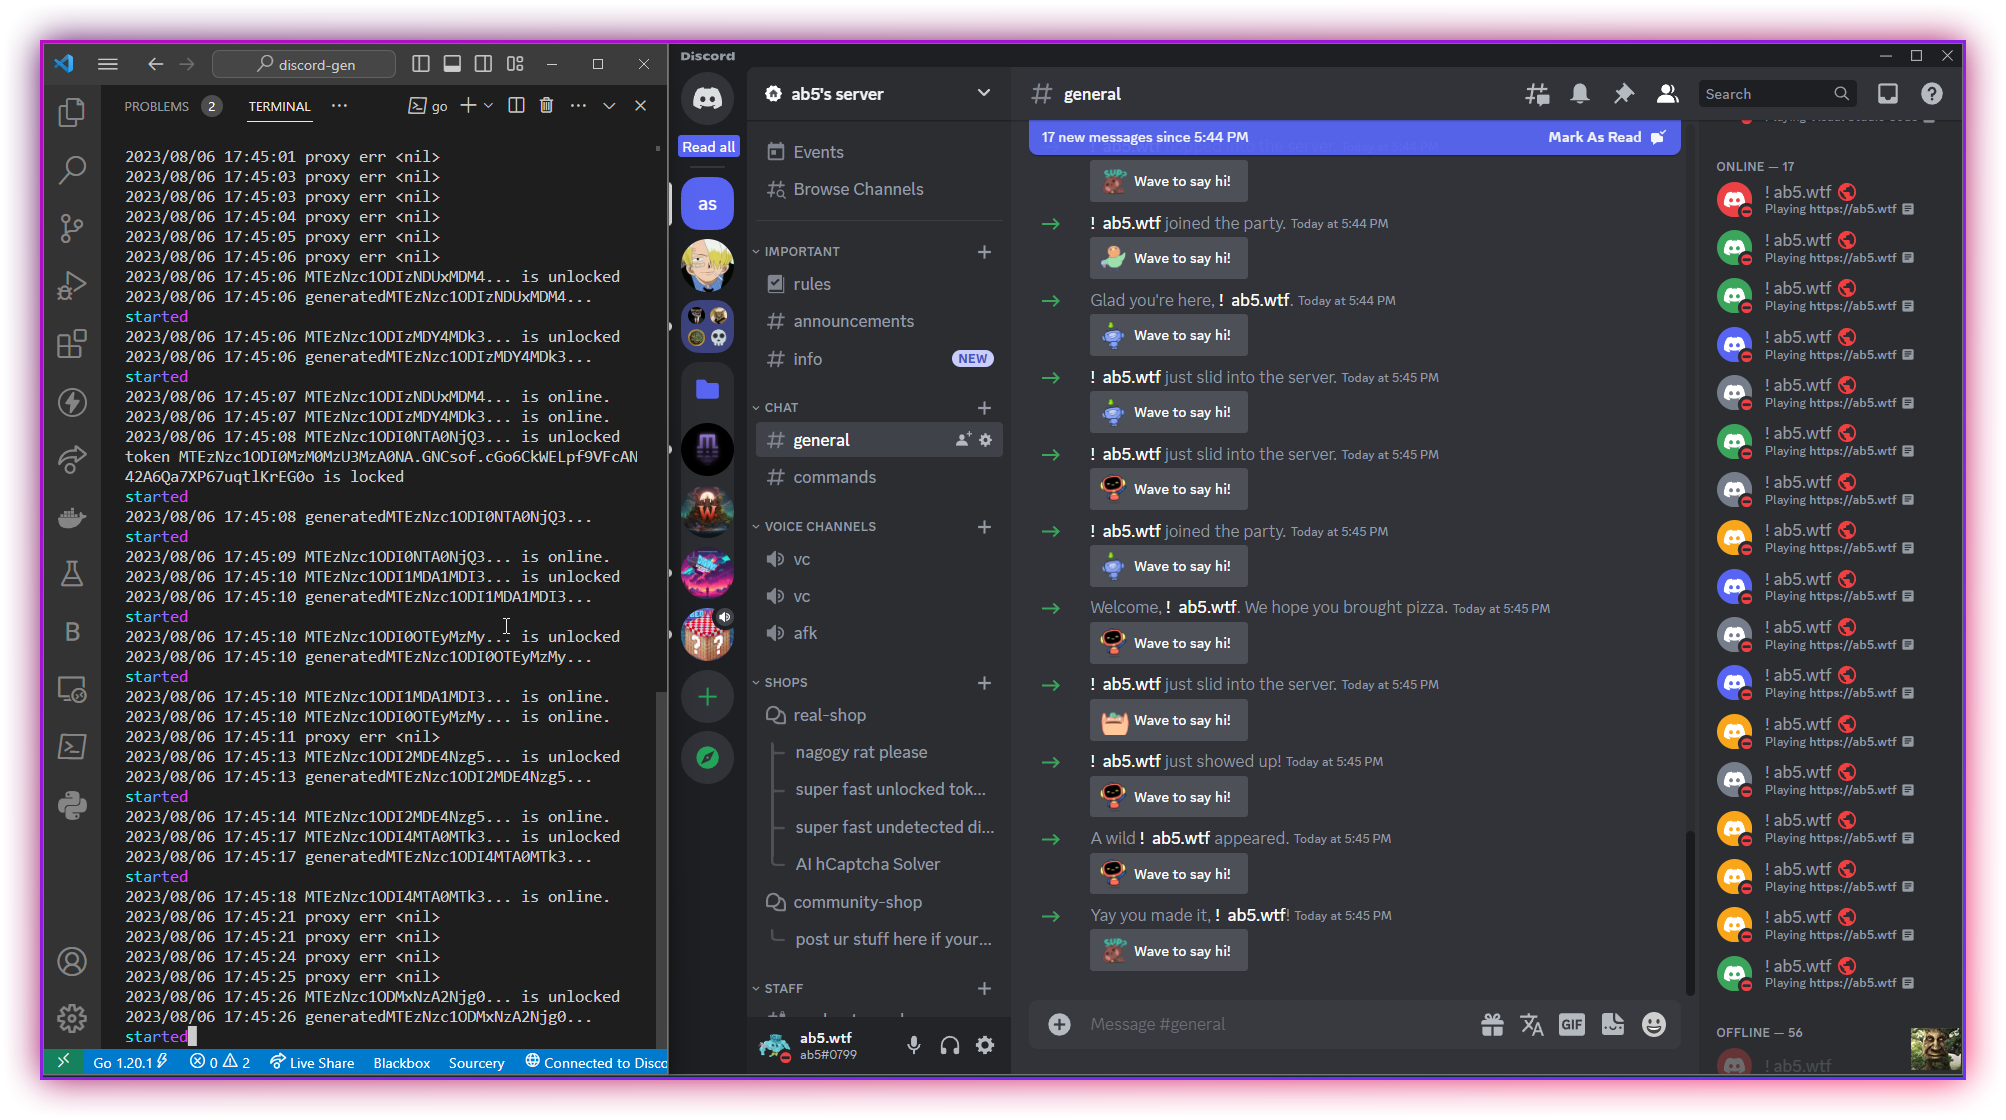 discord-gen
PROBLEMS 2 TERMINAL ... go
2023/08/06 17:45:01 proxy err <nil>
2023/08/06 17:45:03 proxy err <nil>
2023/08/06 17:45:03 proxy err <nil>
2023/08/06 17:45:04 proxy err <nil>
2023/08/06 17:45:05 proxy err <nil>
2023/08/06 17:45:06 proxy err <nil>
2023/08/06 17:45:06 MTEzNzc1ODIzNDUxMDM4... is unlocked
2023/08/06 17:45:06 generatedMTEzNzc1ODIzNDUxMDM4...
started
2023/08/06 17:45:06 MTEzNzc1ODIzMDY4MDk3... is unlocked
2023/08/06 17:45:06 generatedMTEzNzc1ODIzMDY4MDk3...
started
2023/08/06 17:45:07 MTEzNzc1ODIzNDUxMDM4... is online.
2023/08/06 17:45:07 MTEzNzc1ODIzMDY4MDk3... is online.
2023/08/06 17:45:08 MTEzNzc1ODI0NTA0NjQ3... is unlocked
token MTEzNzc1ODI0MzM0MzU3MzA0NA.GNCsof.cGo6CkWELpf9VFcAN
42A6Qa7XP67uqtlKrEG0o is locked
started
2023/08/06 17:45:08 generatedMTEzNzc1ODI0NTA0NjQ3...
started
2023/08/06 17:45:09 MTEzNzc1ODI0NTA0NjQ3... is online.
2023/08/06 17:45:10 MTEzNzc1ODI1MDA1MDI3... is unlocked
2023/08/06 17:45:10 generatedMTEzNzc1ODI1MDA1MDI3...
started
2023/08/06 17:45:10 MTEzNzc1ODI0OTEyMzMy... is unlocked
2023/08/06 17:45:10 generatedMTEzNzc1ODI0OTEyMzMy...
started
2023/08/06 17:45:10 MTEzNzc1ODI1MDA1MDI3... is online.
2023/08/06 17:45:10 MTEzNzc1ODI0OTEyMzMy... is online.
2023/08/06 17:45:11 proxy err <nil>
2023/08/06 17:45:13 MTEzNzc1ODI2MDE4Nzg5... is unlocked
2023/08/06 17:45:13 generatedMTEzNzc1ODI2MDE4Nzg5...
started
2023/08/06 17:45:14 MTEzNzc1ODI2MDE4Nzg5... is online.
2023/08/06 17:45:17 MTEzNzc1ODI4MTA0MTk3... is unlocked
2023/08/06 17:45:17 generatedMTEzNzc1ODI4MTA0MTk3...
started
2023/08/06 17:45:18 MTEzNzc1ODI4MTA0MTk3... is online.
2023/08/06 17:45:21 proxy err <nil>
2023/08/06 17:45:21 proxy err <nil>
2023/08/06 17:45:24 proxy err <nil>
2023/08/06 17:45:25 proxy err <nil>
2023/08/06 17:45:26 MTEzNzc1ODMxNzA2Njg0... is unlocked
2023/08/06 17:45:26 generatedMTEzNzc1ODMxNzA2Njg0...
started
Go 1.20.1 0 2 Live Share Blackbox Sourcery Connected to Disco
Discord
Read all
as
ab5's server
Events
Browse Channels
IMPORTANT
rules
announcements
info NEW
CHAT
general
commands
VOICE CHANNELS
vc
vc
afk
SHOPS
real-shop
nagogy rat please
super fast unlocked tok...
super fast undetected di...
AI hCaptcha Solver
community-shop
post ur stuff here if your...
STAFF
ab5.wtf
ab5#0799
general
Search
17 new messages since 5:44 PM Mark As Read
Wave to say hi!
! ab5.wtf joined the party. Today at 5:44 PM
Wave to say hi!
Glad you're here, ! ab5.wtf. Today at 5:44 PM
Wave to say hi!
! ab5.wtf just slid into the server. Today at 5:45 PM
Wave to say hi!
! ab5.wtf just slid into the server. Today at 5:45 PM
Wave to say hi!
! ab5.wtf joined the party. Today at 5:45 PM
Wave to say hi!
Welcome, ! ab5.wtf. We hope you brought pizza. Today at 5:45 PM
Wave to say hi!
! ab5.wtf just slid into the server. Today at 5:45 PM
Wave to say hi!
! ab5.wtf just showed up! Today at 5:45 PM
Wave to say hi!
A wild ! ab5.wtf appeared. Today at 5:45 PM
Wave to say hi!
Yay you made it, ! ab5.wtf! Today at 5:45 PM
SUP?
Wave to say hi!
Message #general
GIF
ONLINE — 17
! ab5.wtf
Playing https://ab5.wtf
! ab5.wtf
Playing https://ab5.wtf
! ab5.wtf
Playing https://ab5.wtf
! ab5.wtf
Playing https://ab5.wtf
! ab5.wtf
Playing https://ab5.wtf
! ab5.wtf
Playing https://ab5.wtf
! ab5.wtf
Playing https://ab5.wtf
! ab5.wtf
Playing https://ab5.wtf
! ab5.wtf
Playing https://ab5.wtf
! ab5.wtf
Playing https://ab5.wtf
! ab5.wtf
Playing https://ab5.wtf
! ab5.wtf
Playing https://ab5.wtf
! ab5.wtf
Playing https://ab5.wtf
! ab5.wtf
Playing https://ab5.wtf
! ab5.wtf
Playing https://ab5.wtf
! ab5.wtf
Playing https://ab5.wtf
! ab5.wtf
Playing https://ab5.wtf
OFFLINE — 56
! ab5.wtf